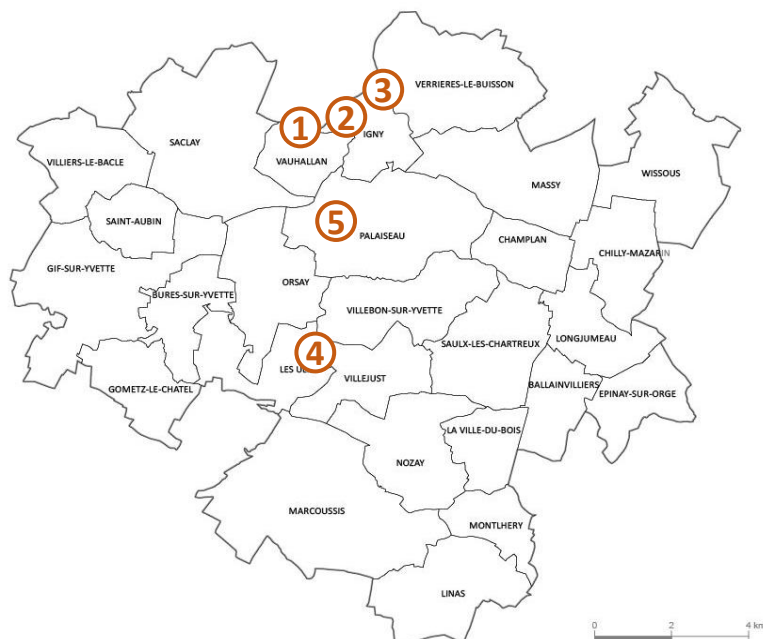 3
VERRIERES-LE-BUISSON
2
1
IGNY
SACLAY
VILLIERS-LE-BACLE
VAUHALLAN
WISSOUS
MASSY
SAINT-AUBIN
5
PALAISEAU
CHAMPLAN
CHILLY-MAZARIN
GIF-SUR-YVETTE
ORSAY
BURES-SUR-YVETTE
VILLEBON-SUR-YVETTE
LONGJUMEAU
SAULX-LES-CHARTREUX
4
LES
VILLEJUST
BALLAINVILLIERS
GOMETZ-LE-CHATEL
EPINAY-SUR-ORGE
LA VILLE-DU-BOIS
NOZAY
MARCOUSSIS
MONTLHERY
LINAS
0 2 4 km